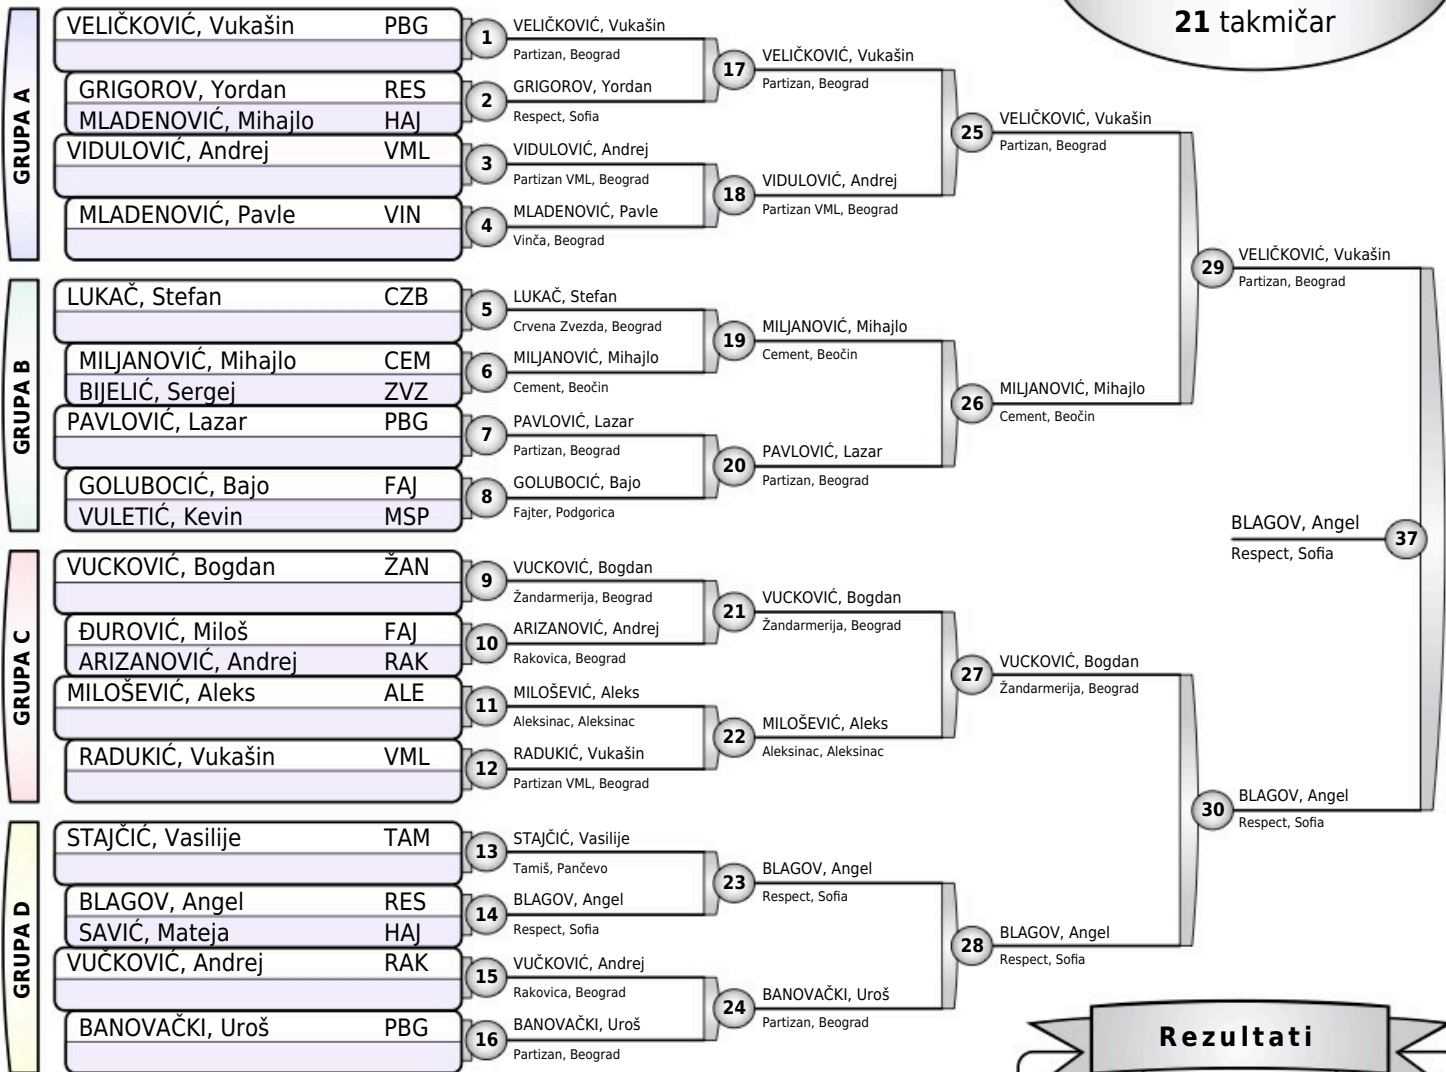 21 takmičar
GRUPA A
VELIČKOVIĆ, Vukašin PBG
GRIGOROV, Yordan RES
MLADENOVIĆ, Mihajlo HAJ
VIDULOVIĆ, Andrej VML
MLADENOVIĆ, Pavle VIN
GRUPA B
LUKAČ, Stefan CZB
MILJANOVIĆ, Mihajlo CEM
BIJELIĆ, Sergej ZVZ
PAVLOVIĆ, Lazar PBG
GOLUBOCIĆ, Bajo FAJ
VULETIĆ, Kevin MSP
GRUPA C
VUCKOVIĆ, Bogdan ŽAN
ĐUROVIĆ, Miloš FAJ
ARIZANOVIĆ, Andrej RAK
MILOŠEVIĆ, Aleks ALE
RADUKIĆ, Vukašin VML
GRUPA D
STAJČIĆ, Vasilije TAM
BLAGOV, Angel RES
SAVIĆ, Mateja HAJ
VUČKOVIĆ, Andrej RAK
BANOVAČKI, Uroš PBG
1 VELIČKOVIĆ, Vukašin
Partizan, Beograd
2 GRIGOROV, Yordan
Respect, Sofia
3 VIDULOVIĆ, Andrej
Partizan VML, Beograd
4 MLADENOVIĆ, Pavle
Vinča, Beograd
5 LUKAČ, Stefan
Crvena Zvezda, Beograd
6 MILJANOVIĆ, Mihajlo
Cement, Beočin
7 PAVLOVIĆ, Lazar
Partizan, Beograd
8 GOLUBOCIĆ, Bajo
Fajter, Podgorica
9 VUCKOVIĆ, Bogdan
Žandarmerija, Beograd
10 ARIZANOVIĆ, Andrej
Rakovica, Beograd
11 MILOŠEVIĆ, Aleks
Aleksinac, Aleksinac
12 RADUKIĆ, Vukašin
Partizan VML, Beograd
13 STAJČIĆ, Vasilije
Tamiš, Pančevo
14 BLAGOV, Angel
Respect, Sofia
15 VUČKOVIĆ, Andrej
Rakovica, Beograd
16 BANOVAČKI, Uroš
Partizan, Beograd
17 VELIČKOVIĆ, Vukašin
Partizan, Beograd
18 VIDULOVIĆ, Andrej
Partizan VML, Beograd
19 MILJANOVIĆ, Mihajlo
Cement, Beočin
20 PAVLOVIĆ, Lazar
Partizan, Beograd
21 VUCKOVIĆ, Bogdan
Žandarmerija, Beograd
22 MILOŠEVIĆ, Aleks
Aleksinac, Aleksinac
23 BLAGOV, Angel
Respect, Sofia
24 BANOVAČKI, Uroš
Partizan, Beograd
25 VELIČKOVIĆ, Vukašin
Partizan, Beograd
26 MILJANOVIĆ, Mihajlo
Cement, Beočin
27 VUCKOVIĆ, Bogdan
Žandarmerija, Beograd
28 BLAGOV, Angel
Respect, Sofia
29 VELIČKOVIĆ, Vukašin
Partizan, Beograd
30 BLAGOV, Angel
Respect, Sofia
BLAGOV, Angel 37
Respect, Sofia
Rezultati